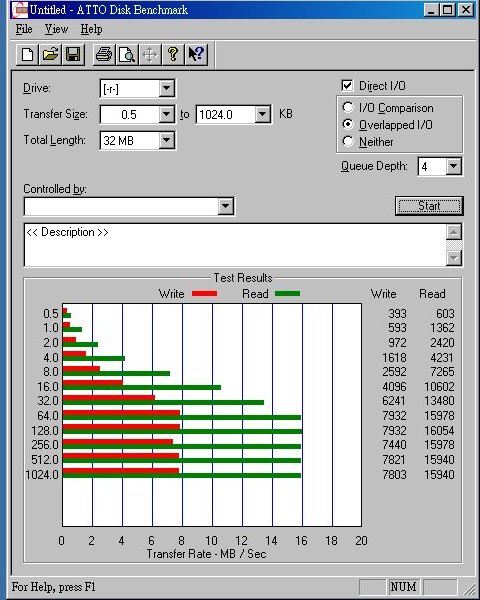 Untitled - ATTO Disk Benchmark
File View Help
Drive: [-r-]
Direct I/O
Transfer Size: 0.5 to 1024.0 KB
I/O Comparison
Overlapped I/O
Total Length: 32 MB
Neither
Queue Depth: 4
Controlled by:
Start
<< Description >>
Test Results
Write Read Write Read
0.5 393 603
1.0 593 1362
2.0 972 2420
4.0 1618 4231
8.0 2592 7265
16.0 4096 10602
32.0 6241 13480
64.0 7932 15978
128.0 7932 16054
256.0 7440 15978
512.0 7821 15940
1024.0 7803 15940
0 2 4 6 8 10 12 14 16 18 20
Transfer Rate - MB / Sec
For Help, press F1 NUM